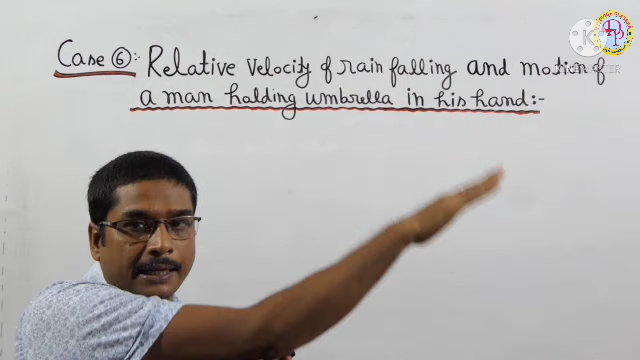 Case ⑥:- Relative velocity of rain falling and motion of
a man holding umbrella in his hand:-